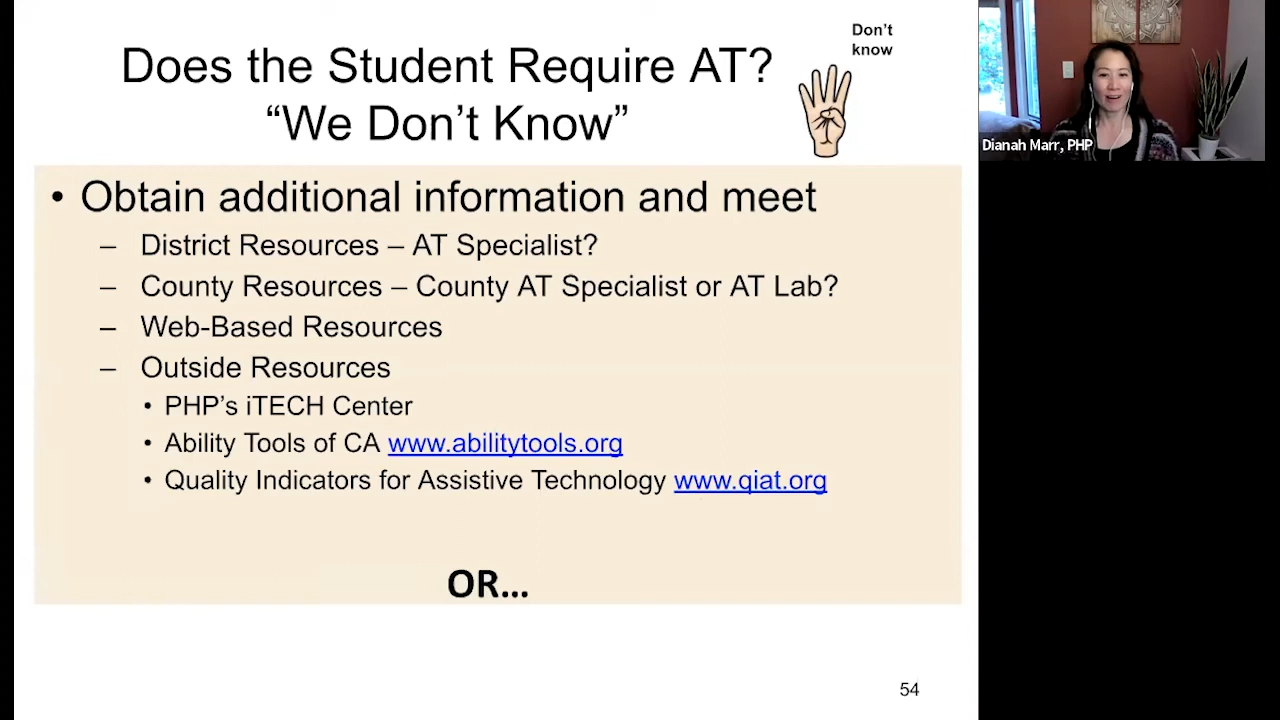 Does the Student Require AT?
“We Don’t Know”
Don’t
know
• Obtain additional information and meet
– District Resources – AT Specialist?
– County Resources – County AT Specialist or AT Lab?
– Web-Based Resources
– Outside Resources
• PHP’s iTECH Center
• Ability Tools of CA www.abilitytools.org
• Quality Indicators for Assistive Technology www.qiat.org
OR...
54
Dianah Marr, PHP